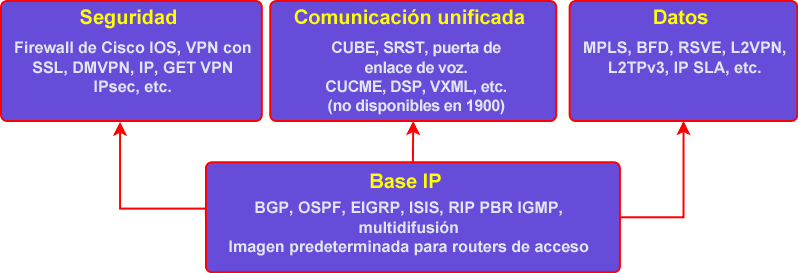 Seguridad
Firewall de Cisco IOS, VPN con
SSL, DMVPN, IP, GET VPN
IPsec, etc.
Comunicación unificada
CUBE, SRST, puerta de
enlace de voz.
CUCME, DSP, VXML, etc.
(no disponibles en 1900)
Datos
MPLS, BFD, RSVE, L2VPN,
L2TPv3, IP SLA, etc.
Base IP
BGP, OSPF, EIGRP, ISIS, RIP PBR IGMP,
multidifusión
Imagen predeterminada para routers de acceso